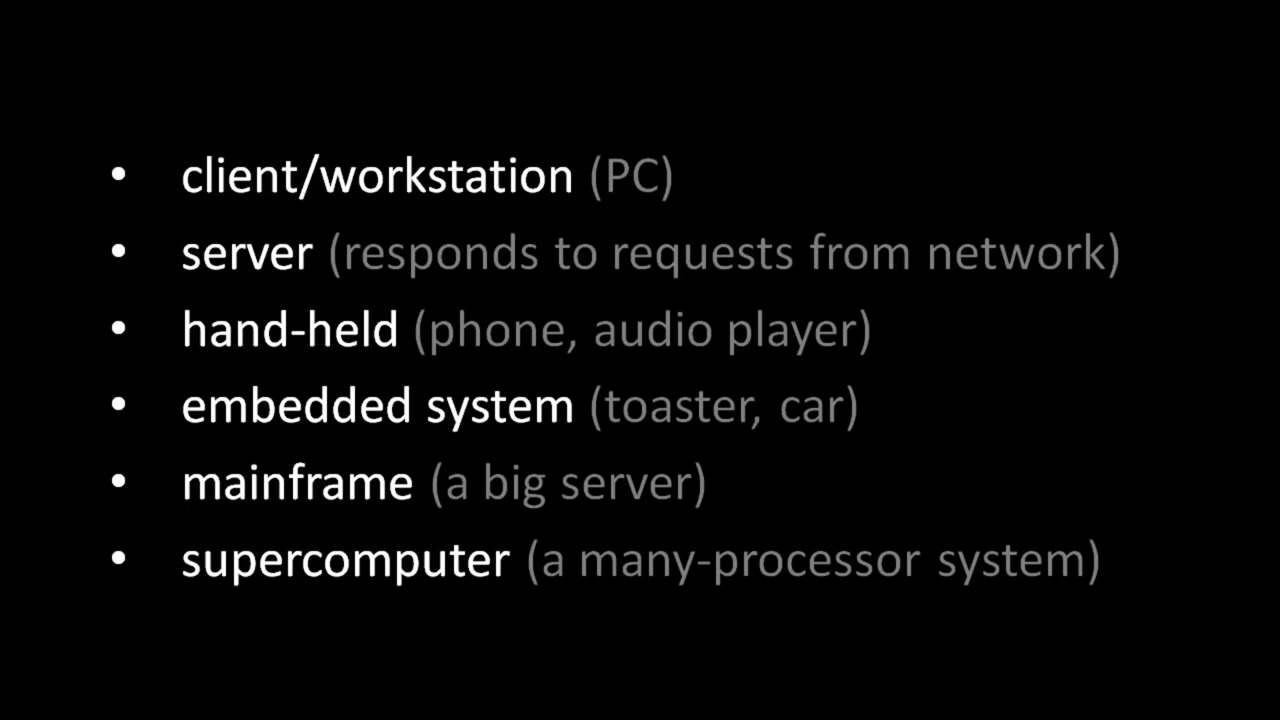 • client/workstation (PC)
• server (responds to requests from network)
• hand-held (phone, audio player)
• embedded system (toaster, car)
• mainframe (a big server)
• supercomputer (a many-processor system)